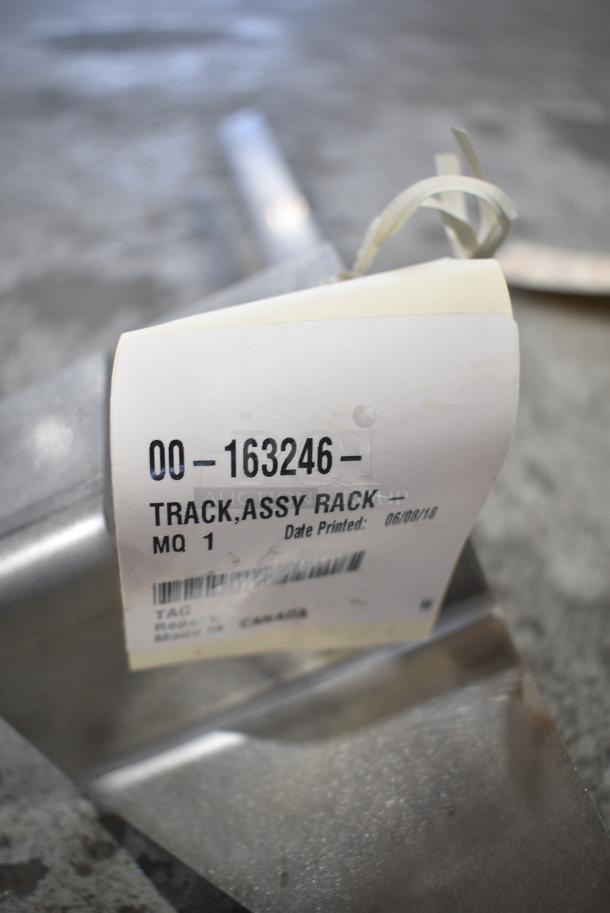 00-163246-
TRACK,ASSY RACK -
MQ 1 Date Printed: 06/08/18
TAG
Made in CANADA